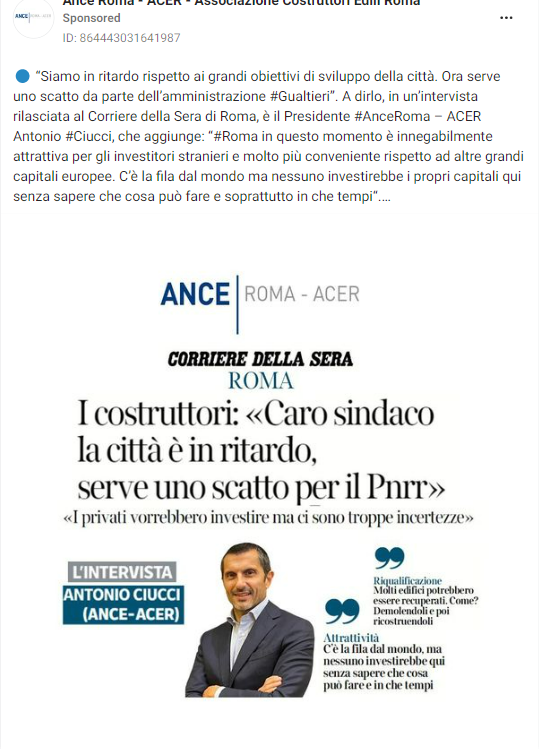 Ance Roma - ACER - Associazione Costruttori Edili Roma
Sponsored
ID: 864443031641987
ANCE ROMA - ACER
“Siamo in ritardo rispetto ai grandi obiettivi di sviluppo della città. Ora serve
uno scatto da parte dell’amministrazione #Gualtieri”. A dirlo, in un’intervista
rilasciata al Corriere della Sera di Roma, è il Presidente #AnceRoma – ACER
Antonio #Ciucci, che aggiunge: “#Roma in questo momento è innegabilmente
attrattiva per gli investitori stranieri e molto più conveniente rispetto ad altre grandi
capitali europee. C’è la fila dal mondo ma nessuno investirebbe i propri capitali qui
senza sapere che cosa può fare e soprattutto in che tempi”.…
ANCE ROMA - ACER
CORRIERE DELLA SERA
ROMA
I costruttori: «Caro sindaco
la città è in ritardo,
serve uno scatto per il Pnrr»
«I privati vorrebbero investire ma ci sono troppe incertezze»
L'INTERVISTA
ANTONIO CIUCCI
(ANCE-ACER)
Riqualificazione
Molti edifici potrebbero
essere recuperati. Come?
Demolendoli e poi
ricostruendoli
Attrattività
C'è la fila dal mondo, ma
nessuno investirebbe qui
senza sapere che cosa
può fare e in che tempi